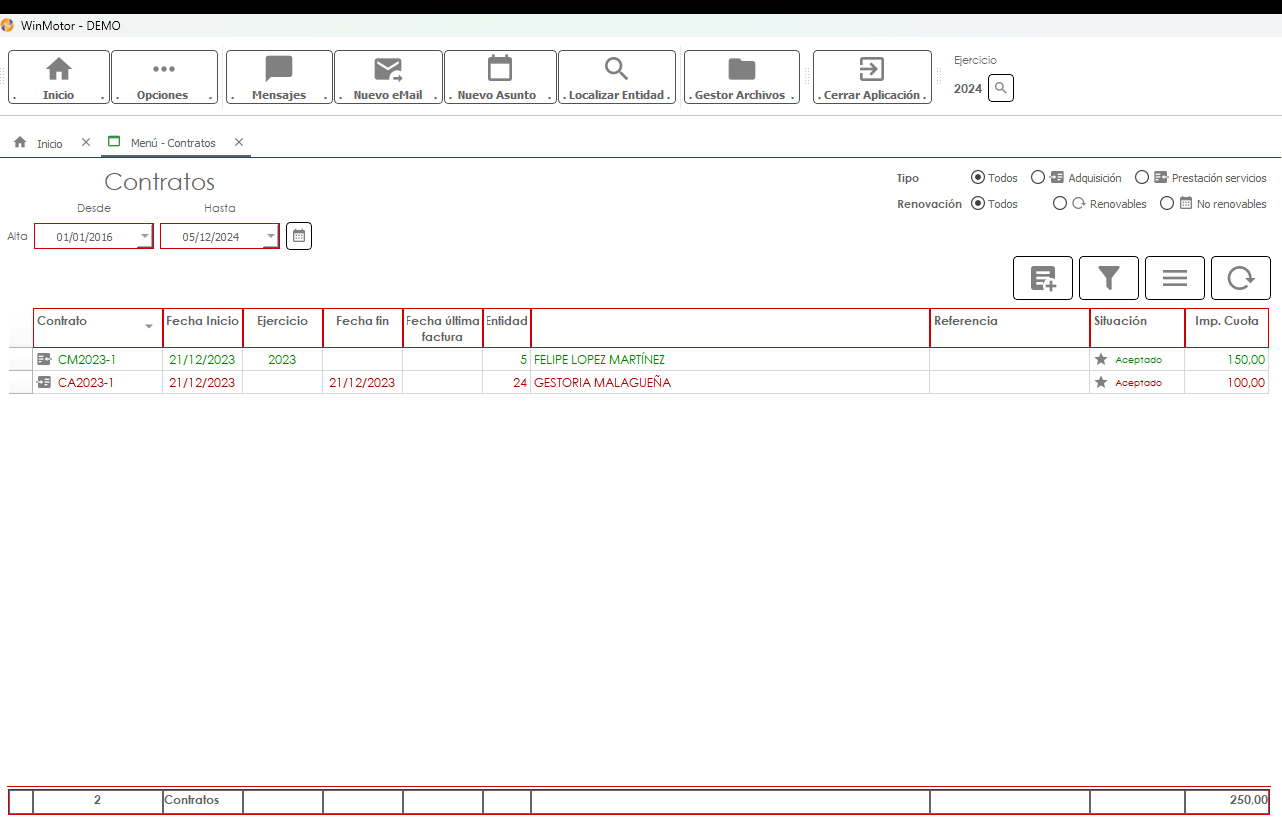 WinMotor - DEMO
. Inicio . . Opciones . . Mensajes . . Nuevo eMail . . Nuevo Asunto . . Localizar Entidad . . Gestor Archivos . . Cerrar Aplicación .
Ejercicio
2024
Inicio Menú - Contratos
Contratos
Tipo Todos Adquisición Prestación servicios
Renovación Todos Renovables No renovables
Desde Hasta
Alta 01/01/2016 05/12/2024
Contrato Fecha Inicio Ejercicio Fecha fin Fecha última factura Entidad Referencia Situación Imp. Cuota
CM2023-1 21/12/2023 2023 5 FELIPE LOPEZ MARTÍNEZ Aceptado 150,00
CA2023-1 21/12/2023 21/12/2023 24 GESTORIA MALAGUEÑA Aceptado 100,00
2 Contratos 250,00